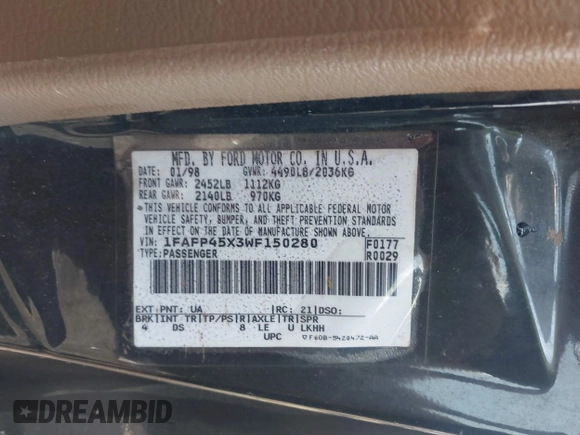 MFD. BY FORD MOTOR CO. IN U.S.A.
DATE: 01/98 GVWR: 4490LB/2036KG
FRONT GAWR: 2452LB 1112KG
REAR GAWR: 2140LB 970KG
*THIS VEHICLE CONFORMS TO ALL APPLICABLE FEDERAL MOTOR
VEHICLE SAFETY, BUMPER, AND THEFT PREVENTION STANDARDS
IN EFFECT ON THE DATE OF MANUFACTURE SHOWN ABOVE.
VIN: 1FAPP45X3WF150280 F0177
TYPE: PASSENGER R0029
EXT PNT: UA |RC: 21|DSO:
BRK|INT TR|TP/PS|R|AXLE|TR|SPR
4 DS 8 LE U LKHH
UPC
DREAMBID